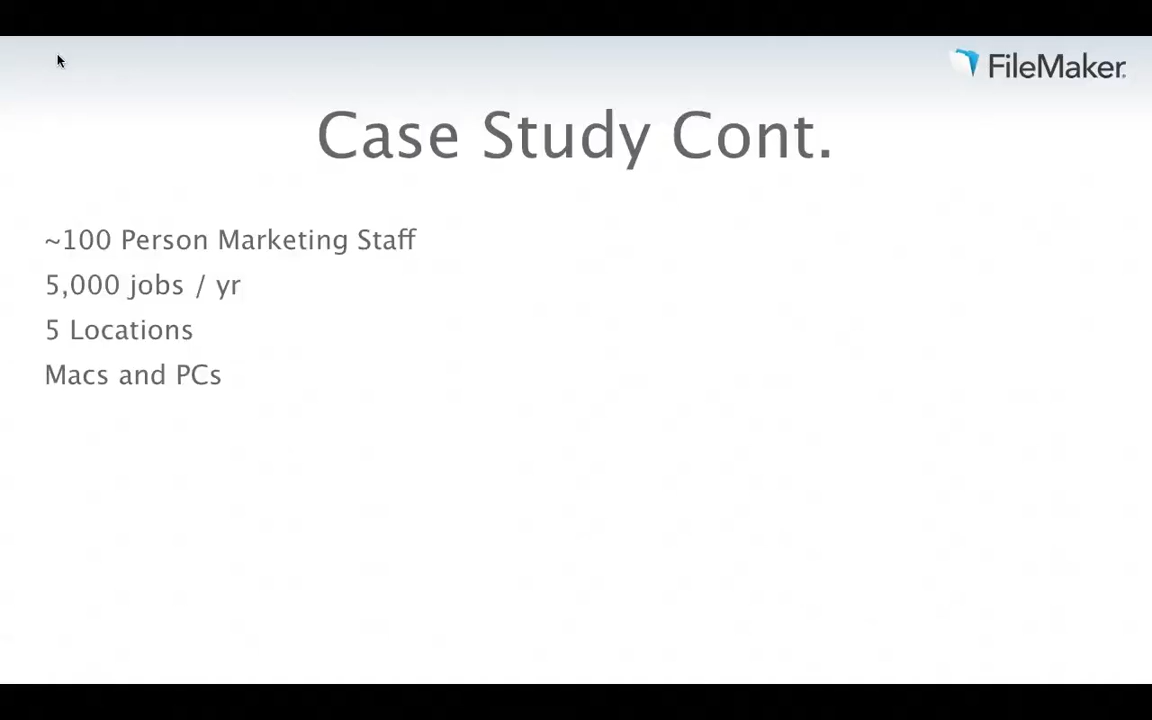 FileMaker.
Case Study Cont.
~100 Person Marketing Staff
5,000 jobs / yr
5 Locations
Macs and PCs